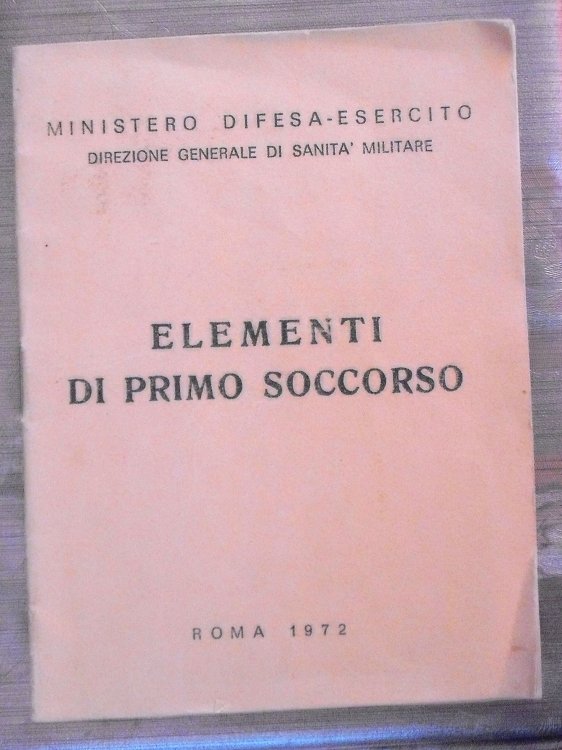 MINISTERO DIFESA-ESERCITO
DIREZIONE GENERALE DI SANITA' MILITARE
ELEMENTI
DI PRIMO SOCCORSO
ROMA 1972